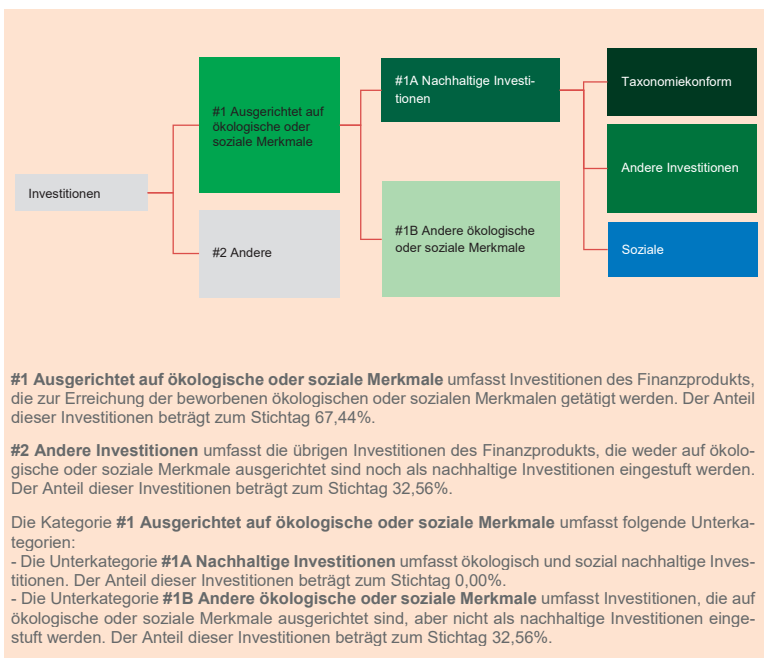 Investitionen
#1 Ausgerichtet auf
ökologische oder
soziale Merkmale
#2 Andere
#1A Nachhaltige Investi-
tionen
#1B Andere ökologische
oder soziale Merkmale
Taxonomiekonform
Andere Investitionen
Soziale
#1 Ausgerichtet auf ökologische oder soziale Merkmale umfasst Investitionen des Finanzprodukts,
die zur Erreichung der beworbenen ökologischen oder sozialen Merkmalen getätigt werden. Der Anteil
dieser Investitionen beträgt zum Stichtag 67,44%.
#2 Andere Investitionen umfasst die übrigen Investitionen des Finanzprodukts, die weder auf ökolo-
gische oder soziale Merkmale ausgerichtet sind noch als nachhaltige Investitionen eingestuft werden.
Der Anteil dieser Investitionen beträgt zum Stichtag 32,56%.
Die Kategorie #1 Ausgerichtet auf ökologische oder soziale Merkmale umfasst folgende Unterka-
tegorien:
- Die Unterkategorie #1A Nachhaltige Investitionen umfasst ökologisch und sozial nachhaltige Inves-
titionen. Der Anteil dieser Investitionen beträgt zum Stichtag 0,00%.
- Die Unterkategorie #1B Andere ökologische oder soziale Merkmale umfasst Investitionen, die auf
ökologische oder soziale Merkmale ausgerichtet sind, aber nicht als nachhaltige Investitionen einge-
stuft werden. Der Anteil dieser Investitionen beträgt zum Stichtag 32,56%.